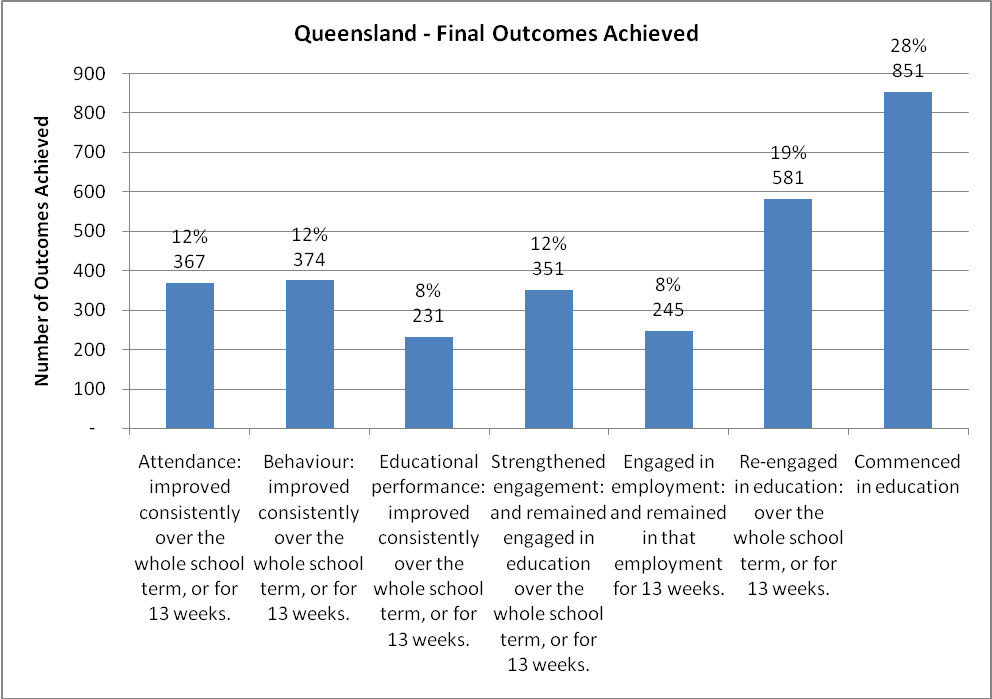 Queensland - Final Outcomes Achieved
Number of Outcomes Achieved
900
800
700
600
500
400
300
200
100
-
12%
367
12%
374
8%
231
12%
351
8%
245
19%
581
28%
851
Attendance:
improved
consistently
over the
whole school
term, or for
13 weeks.
Behaviour:
improved
consistently
over the
whole school
term, or for
13 weeks.
Educational
performance:
improved
consistently
over the
whole school
term, or for
13 weeks.
Strengthened
engagement:
and remained
engaged in
education
over the
whole school
term, or for
13 weeks.
Engaged in
employment:
and remained
in that
employment
for 13 weeks.
Re-engaged
in education:
over the
whole school
term, or for
13 weeks.
Commenced
in education